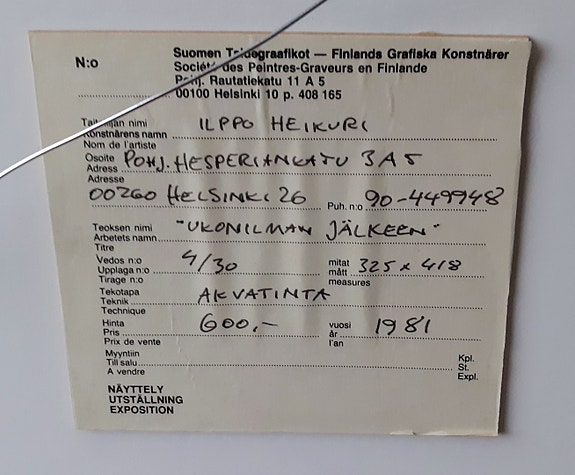 N:o
Suomen Taidegraafikot — Finlands Grafiska Konstnärer
Société des Peintres-Graveurs en Finlande
Pohj. Rautatiekatu 11 A 5
00100 Helsinki 10 p. 408 165
Taiteilijan nimi
Konstnärens namn ILPPO HEIKURI
Nom de l'artiste
Osoite
Adress POHJ. HESPERIANKATU 3 A 5
Adresse
00260 HELSINKI 26 Puh. n:o 90-449948
Teoksen nimi
Arbetets namn "UKONILMAN JÄLKEEN"
Titre
Vedos n:o
Upplaga n:o 4/30
Tirage n:o
mitat
mått 325 x 418
measures
Tekotapa
Teknik AKVATINTA
Technique
Hinta
Pris 600,-
Prix de vente
vuosi
år 1981
l'an
Myyntiin Kpl.
Till salu St.
A vendre Expl.
NÄYTTELY
UTSTÄLLNING
EXPOSITION